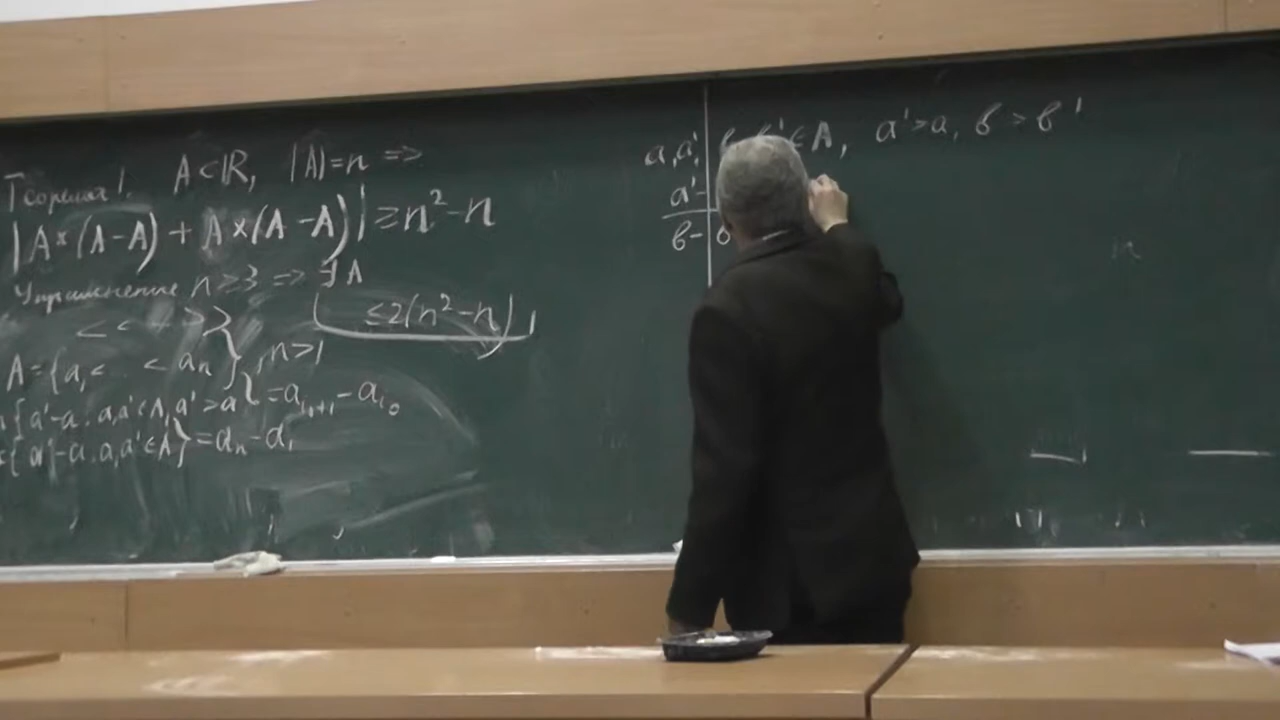 Теорема 1. A⊂ℝ, |A|=n ⇒
|A×(A-A)+A×(A-A)|≥n²-n
Упражнение n≥3 ⇒ ∃A
|≤2(n²-n)|
A={a₁< .. <aₙ}, n>1
{a'-a: a,a'∈A, a'>a}=a_{i₀+1}-a_{i₀}
{a'-a: a,a'∈A}=aₙ-a₁
a,a', ∈A, a'>a, в>в'
a'-
в-